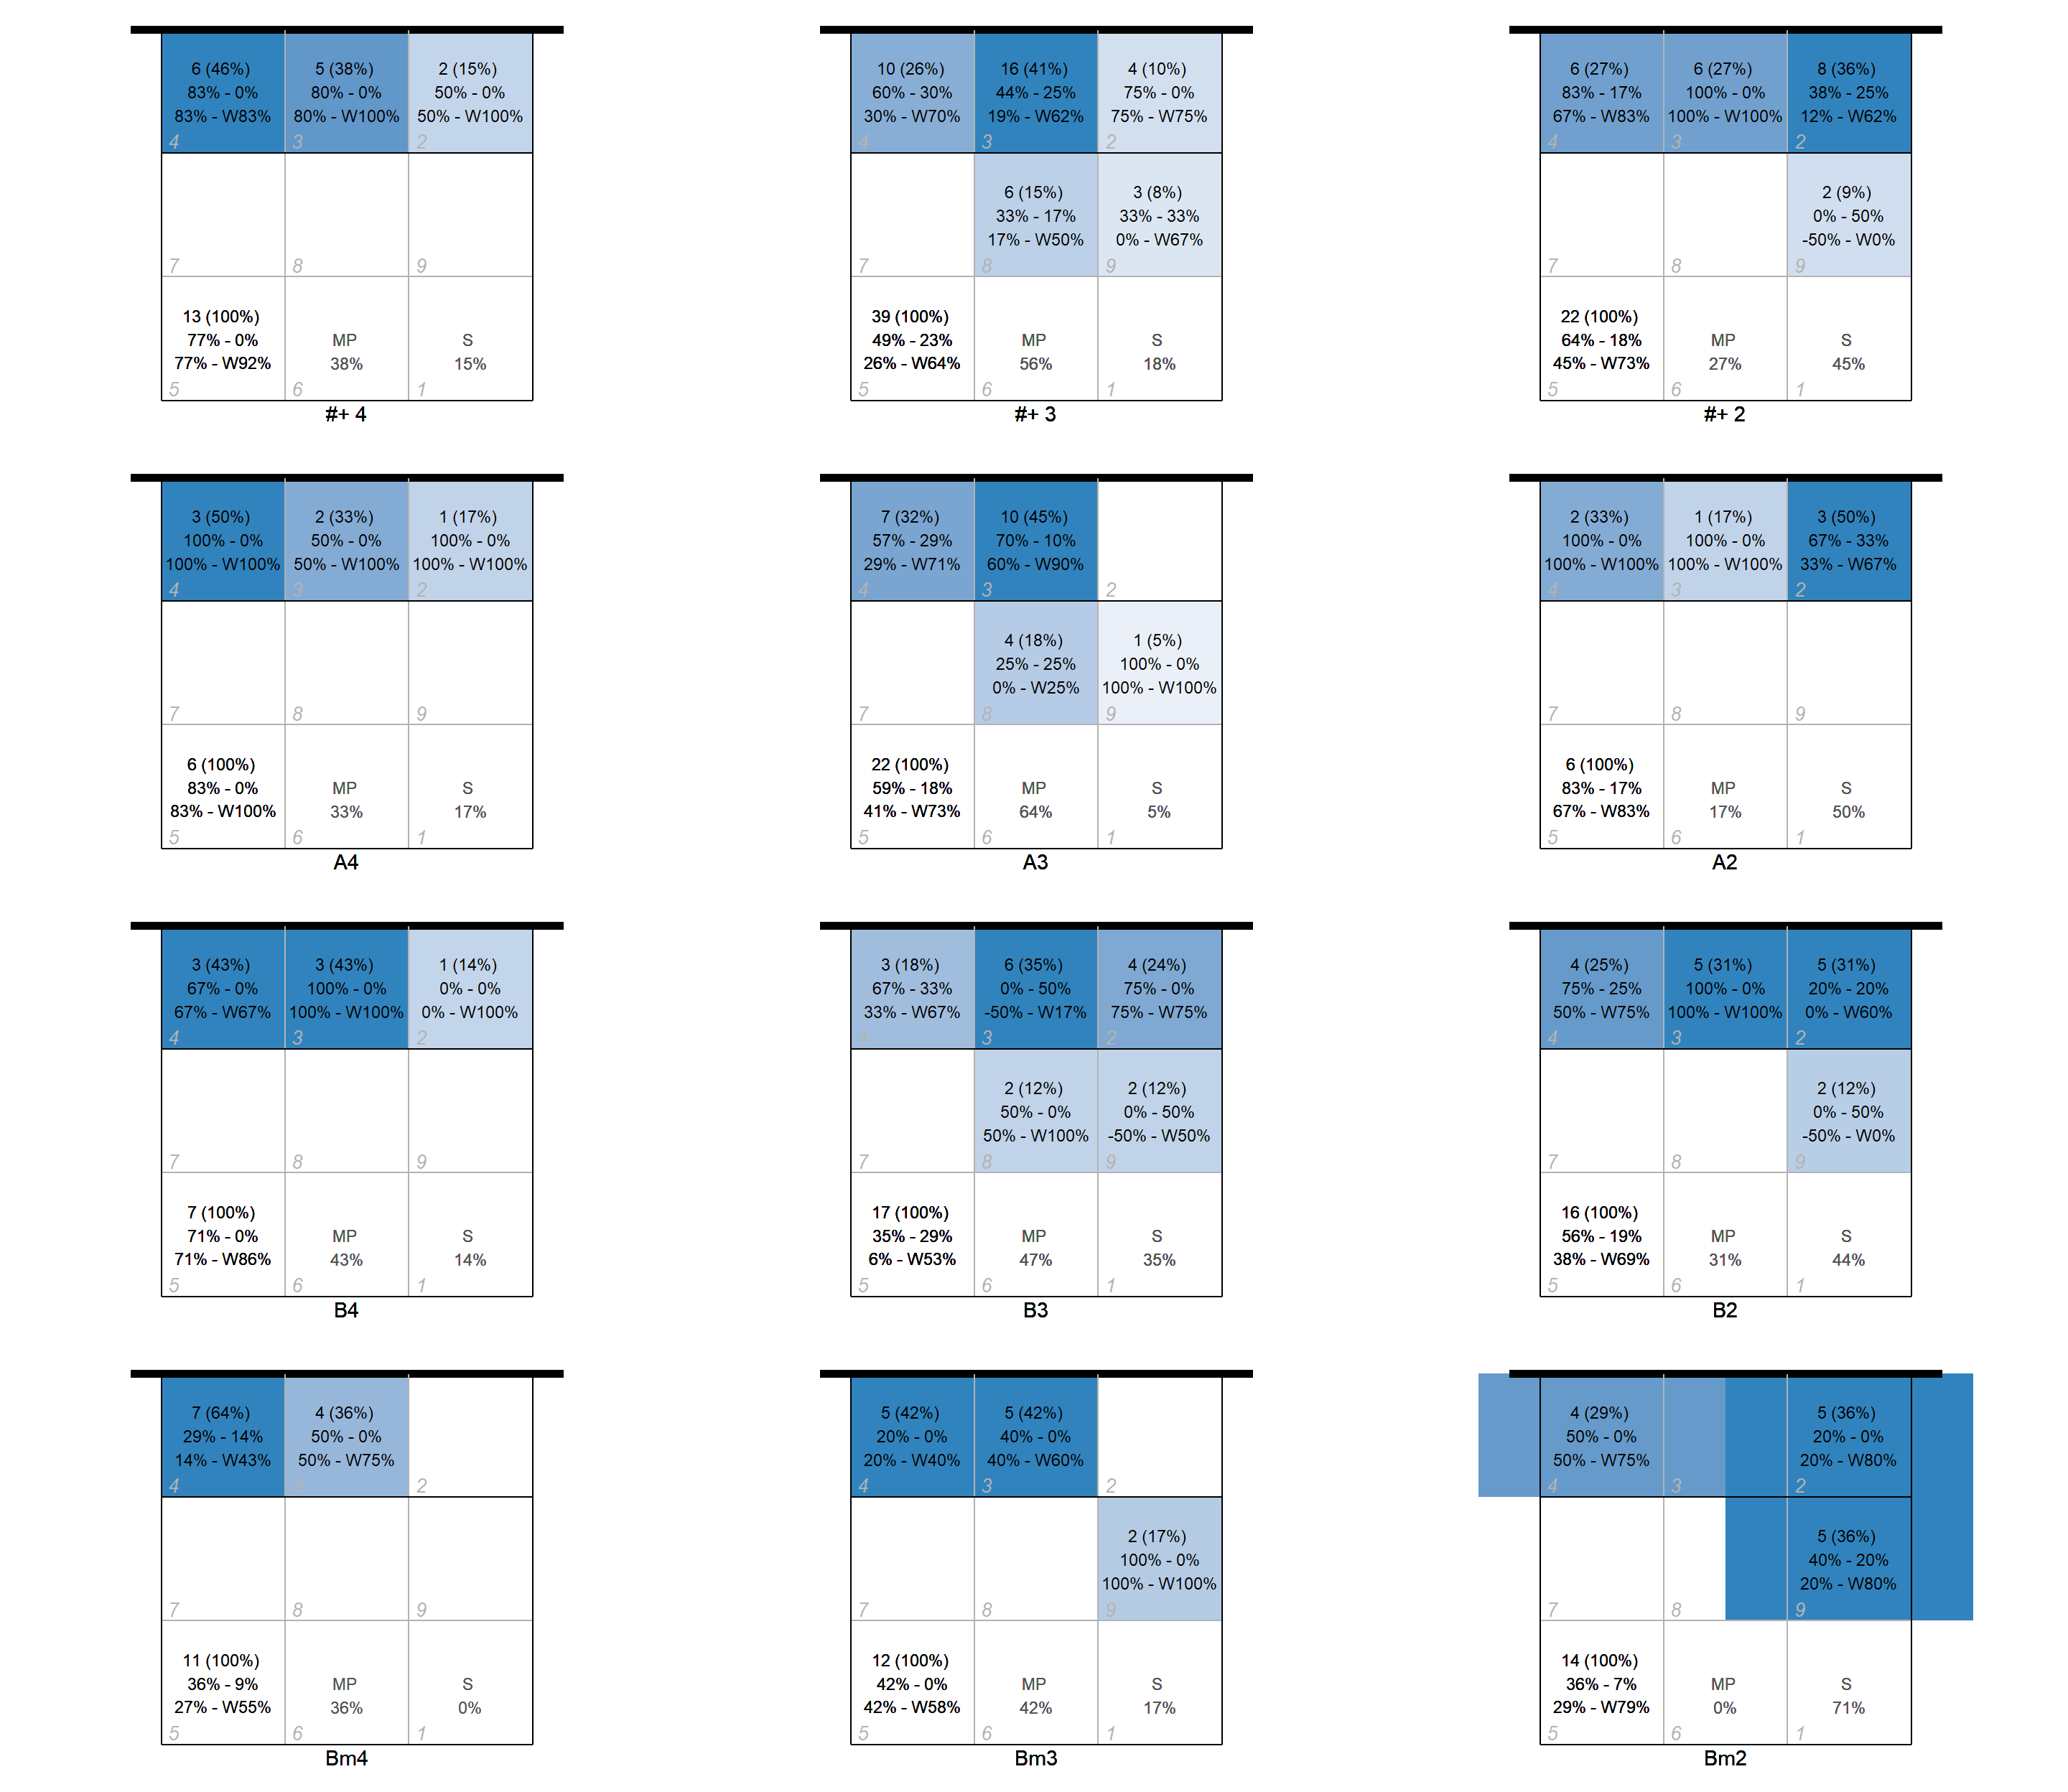 6 (46%)
83% - 0%
83% - W83%
4
5 (38%)
80% - 0%
80% - W100%
3
2 (15%)
50% - 0%
50% - W100%
2
7
8
9
13 (100%)
77% - 0%
77% - W92%
5
MP
38%
6
S
15%
1
#+ 4
10 (26%)
60% - 30%
30% - W70%
4
16 (41%)
44% - 25%
19% - W62%
3
4 (10%)
75% - 0%
75% - W75%
2
7
6 (15%)
33% - 17%
17% - W50%
8
3 (8%)
33% - 33%
0% - W67%
9
39 (100%)
49% - 23%
26% - W64%
5
MP
56%
6
S
18%
1
#+ 3
6 (27%)
83% - 17%
67% - W83%
4
6 (27%)
100% - 0%
100% - W100%
3
8 (36%)
38% - 25%
12% - W62%
2
7
8
2 (9%)
0% - 50%
-50% - W0%
9
22 (100%)
64% - 18%
45% - W73%
5
MP
27%
6
S
45%
1
#+ 2
3 (50%)
100% - 0%
100% - W100%
4
2 (33%)
50% - 0%
50% - W100%
3
1 (17%)
100% - 0%
100% - W100%
2
7
8
9
6 (100%)
83% - 0%
83% - W100%
5
MP
33%
6
S
17%
1
A4
7 (32%)
57% - 29%
29% - W71%
4
10 (45%)
70% - 10%
60% - W90%
3
2
7
4 (18%)
25% - 25%
0% - W25%
8
1 (5%)
100% - 0%
100% - W100%
9
22 (100%)
59% - 18%
41% - W73%
5
MP
64%
6
S
5%
1
A3
2 (33%)
100% - 0%
100% - W100%
4
1 (17%)
100% - 0%
100% - W100%
3
3 (50%)
67% - 33%
33% - W67%
2
7
8
9
6 (100%)
83% - 17%
67% - W83%
5
MP
17%
6
S
50%
1
A2
3 (43%)
67% - 0%
67% - W67%
4
3 (43%)
100% - 0%
100% - W100%
3
1 (14%)
0% - 0%
0% - W100%
2
7
8
9
7 (100%)
71% - 0%
71% - W86%
5
MP
43%
6
S
14%
1
B4
3 (18%)
67% - 33%
33% - W67%
4
6 (35%)
0% - 50%
-50% - W17%
3
4 (24%)
75% - 0%
75% - W75%
2
7
2 (12%)
50% - 0%
50% - W100%
8
2 (12%)
0% - 50%
-50% - W50%
9
17 (100%)
35% - 29%
6% - W53%
5
MP
47%
6
S
35%
1
B3
4 (25%)
75% - 25%
50% - W75%
4
5 (31%)
100% - 0%
100% - W100%
3
5 (31%)
20% - 20%
0% - W60%
2
7
8
2 (12%)
0% - 50%
-50% - W0%
9
16 (100%)
56% - 19%
38% - W69%
5
MP
31%
6
S
44%
1
B2
7 (64%)
29% - 14%
14% - W43%
4
4 (36%)
50% - 0%
50% - W75%
3
2
7
8
9
11 (100%)
36% - 9%
27% - W55%
5
MP
36%
6
S
0%
1
Bm4
5 (42%)
20% - 0%
20% - W40%
4
5 (42%)
40% - 0%
40% - W60%
3
2
7
8
2 (17%)
100% - 0%
100% - W100%
9
12 (100%)
42% - 0%
42% - W58%
5
MP
42%
6
S
17%
1
Bm3
4 (29%)
50% - 0%
50% - W75%
4
3
5 (36%)
20% - 0%
20% - W80%
2
7
8
5 (36%)
40% - 20%
20% - W80%
9
14 (100%)
36% - 7%
29% - W79%
5
MP
0%
6
S
71%
1
Bm2